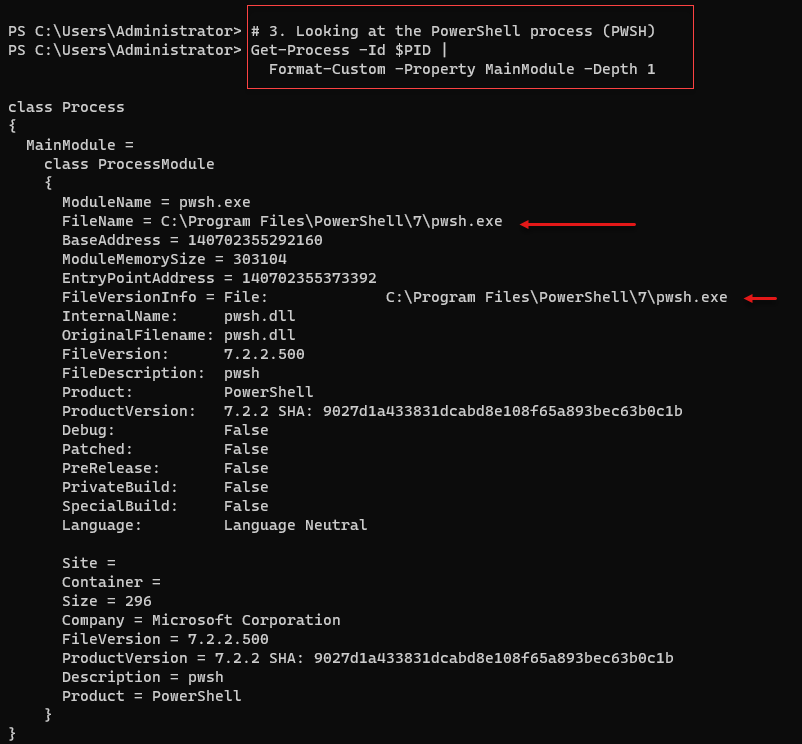 PS C:\Users\Administrator> # 3. Looking at the PowerShell process (PWSH)
PS C:\Users\Administrator> Get-Process -Id $PID |
  Format-Custom -Property MainModule -Depth 1
class Process
{
  MainModule =
    class ProcessModule
    {
      ModuleName = pwsh.exe
      FileName = C:\Program Files\PowerShell\7\pwsh.exe
      BaseAddress = 140702355292160
      ModuleMemorySize = 303104
      EntryPointAddress = 140702355373392
      FileVersionInfo = File:             C:\Program Files\PowerShell\7\pwsh.exe
      InternalName:     pwsh.dll
      OriginalFilename: pwsh.dll
      FileVersion:      7.2.2.500
      FileDescription:  pwsh
      Product:          PowerShell
      ProductVersion:   7.2.2 SHA: 9027d1a433831dcabd8e108f65a893bec63b0c1b
      Debug:            False
      Patched:          False
      PreRelease:       False
      PrivateBuild:     False
      SpecialBuild:     False
      Language:         Language Neutral
      Site =
      Container =
      Size = 296
      Company = Microsoft Corporation
      FileVersion = 7.2.2.500
      ProductVersion = 7.2.2 SHA: 9027d1a433831dcabd8e108f65a893bec63b0c1b
      Description = pwsh
      Product = PowerShell
    }
}